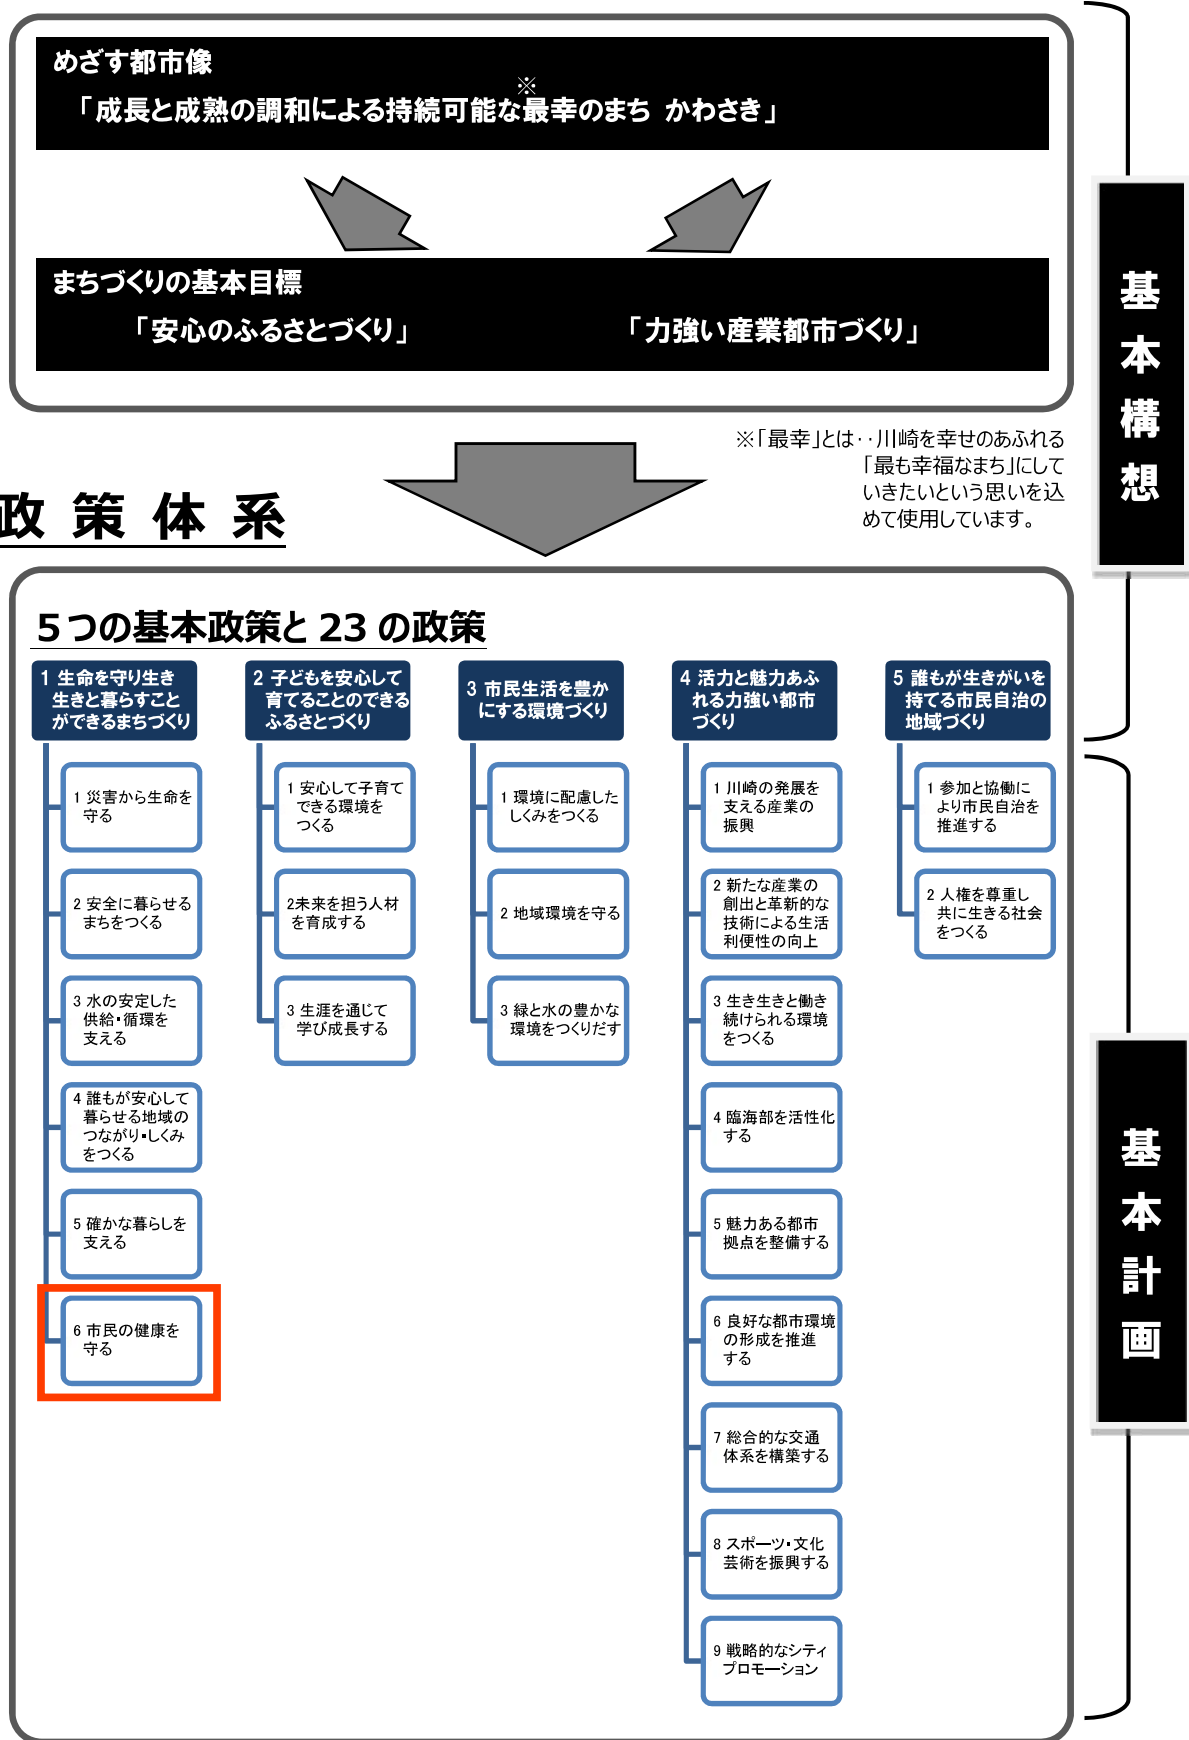 めざす都市像
※
「成長と成熟の調和による持続可能な最幸のまち かわさき」
まちづくりの基本目標
「安心のふるさとづくり」
「力強い産業都市づくり」
基本構想
※「最幸」とは‥川崎を幸せのあふれる
「最も幸福なまち」にして
いきたいという思いを込
めて使用しています。
政策体系
5つの基本政策と23の政策
1 生命を守り生き
生きと暮らすこと
ができるまちづくり
1 災害から生命を
守る
2 安全に暮らせる
まちをつくる
3 水の安定した
供給・循環を
支える
4 誰もが安心して
暮らせる地域の
つながり・しくみ
をつくる
5 確かな暮らしを
支える
6 市民の健康を
守る
2 子どもを安心して
育てることのできる
ふるさとづくり
1 安心して子育て
できる環境を
つくる
2未来を担う人材
を育成する
3 生涯を通じて
学び成長する
3 市民生活を豊か
にする環境づくり
1 環境に配慮した
しくみをつくる
2 地域環境を守る
3 緑と水の豊かな
環境をつくりだす
4 活力と魅力あふ
れる力強い都市
づくり
1 川崎の発展を
支える産業の
振興
2 新たな産業の
創出と革新的な
技術による生活
利便性の向上
3 生き生きと働き
続けられる環境
をつくる
4 臨海部を活性化
する
5 魅力ある都市
拠点を整備する
6 良好な都市環境
の形成を推進
する
7 総合的な交通
体系を構築する
8 スポーツ・文化
芸術を振興する
9 戦略的なシティ
プロモーション
5 誰もが生きがいを
持てる市民自治の
地域づくり
1 参加と協働に
より市民自治を
推進する
2 人権を尊重し
共に生きる社会
をつくる
基本計画